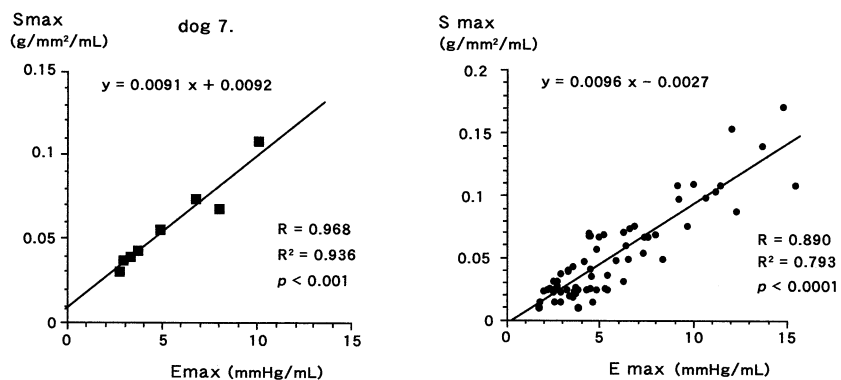 Smax
(g/mm²/mL)
dog 7.
0.15
0.1
0.05
0
y = 0.0091 x + 0.0092
R = 0.968
R² = 0.936
p < 0.001
0 5 10 15
Emax (mmHg/mL)
S max
(g/mm²/mL)
0.2
0.15
0.1
0.05
0
y = 0.0096 x – 0.0027
R = 0.890
R² = 0.793
p < 0.0001
0 5 10 15
E max (mmHg/mL)